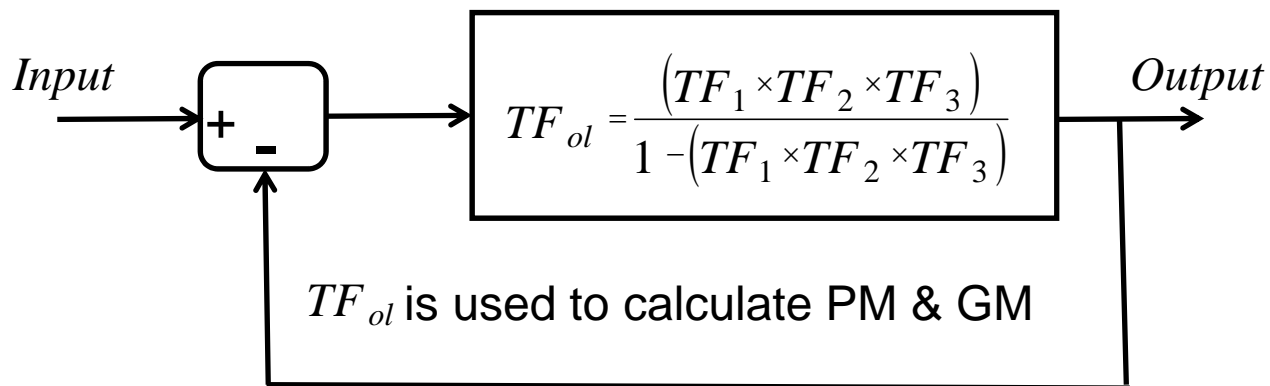 Input
Output
+
-
TF_ol = (TF_1 ×TF_2 ×TF_3) / 1 −(TF_1 ×TF_2 ×TF_3)
TF_ol is used to calculate PM & GM